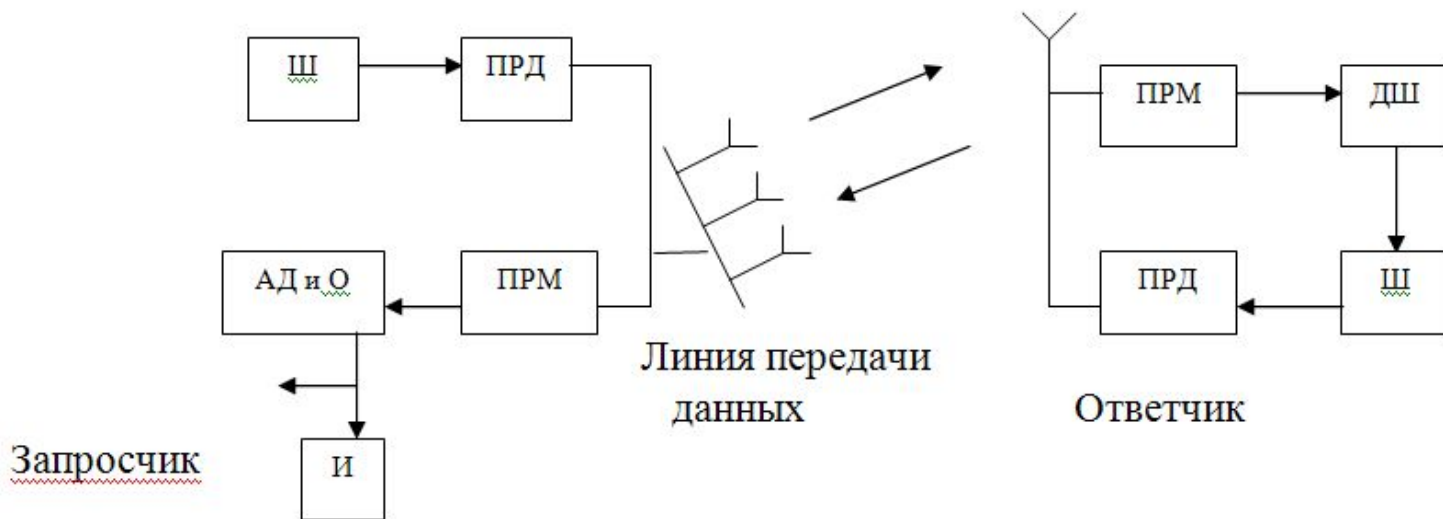 Ш
ПРД
ПРМ
ДШ
АД и О
ПРМ
ПРД
Ш
Линия передачи
данных
Ответчик
Запросчик
И